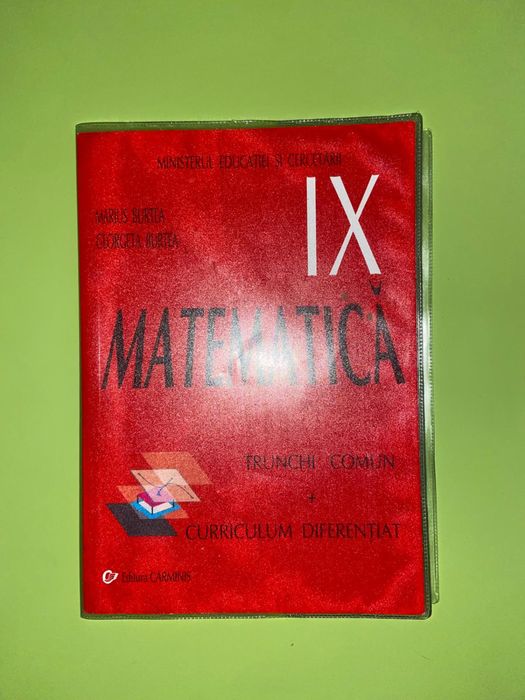 MINISTERUL EDUCAȚIEI ȘI CERCETĂRII
IX
MARIUS BURTEA
GEORGETA BURTEA
MATEMATICĂ
TRUNCHI COMUN
+
CURRICULUM DIFERENȚIAT
Editura CARMINIS